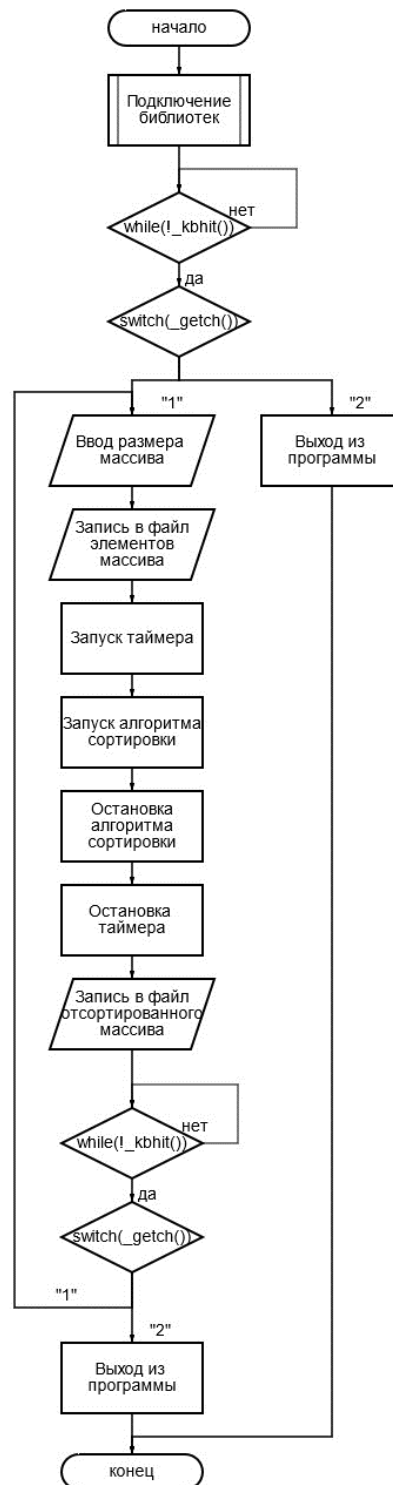 начало
Подключение
библиотек
while(!_kbhit())
нет
да
switch(_getch())
"1"
"2"
Ввод размера
массива
Выход из
программы
Запись в файл
элементов
массива
Запуск таймера
Запуск алгоритма
сортировки
Остановка
алгоритма
сортировки
Остановка
таймера
Запись в файл
отсортированного
массива
while(!_kbhit())
нет
да
switch(_getch())
"1"
"2"
Выход из
программы
конец